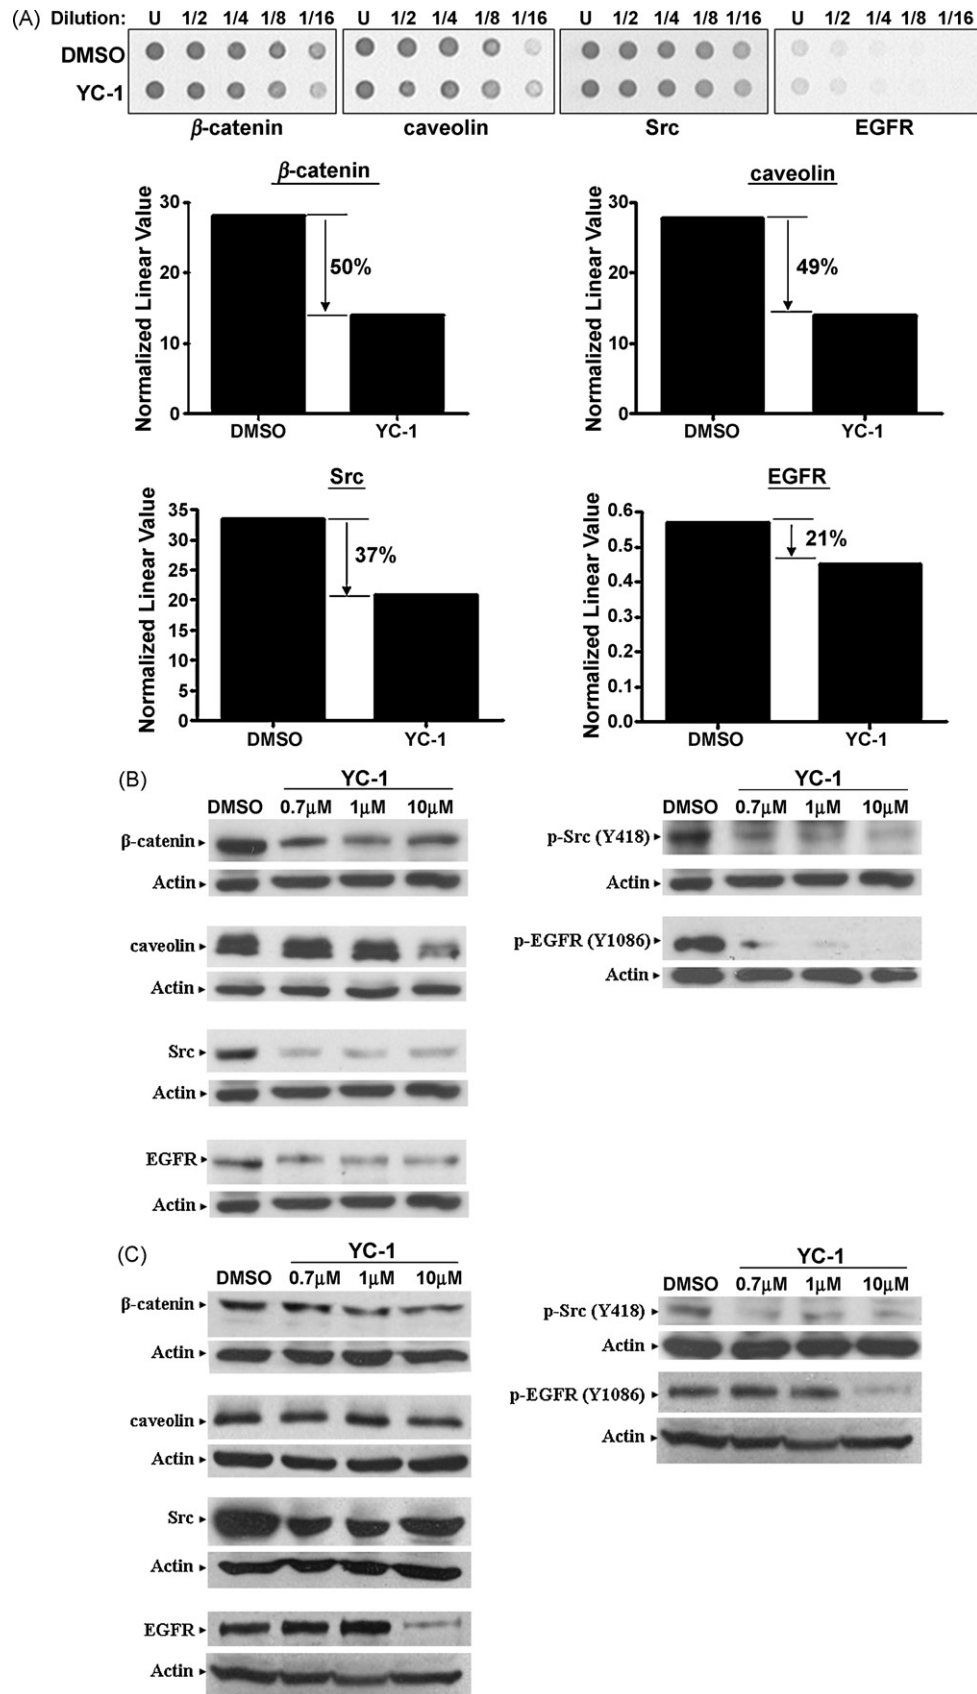 (A) Dilution: U 1/2 1/4 1/8 1/16 U 1/2 1/4 1/8 1/16 U 1/2 1/4 1/8 1/16 U 1/2 1/4 1/8 1/16
DMSO
YC-1
β-catenin caveolin Src EGFR
β-catenin
Normalized Linear Value
30
20
10
0
50%
DMSO YC-1
caveolin
Normalized Linear Value
30
20
10
0
49%
DMSO YC-1
Src
Normalized Linear Value
35
30
25
20
15
10
5
0
37%
DMSO YC-1
EGFR
Normalized Linear Value
0.6
0.5
0.4
0.3
0.2
0.1
0.0
21%
DMSO YC-1
(B)
YC-1
DMSO 0.7μM 1μM 10μM
β-catenin
Actin
caveolin
Actin
Src
Actin
EGFR
Actin
YC-1
DMSO 0.7μM 1μM 10μM
p-Src (Y418)
Actin
p-EGFR (Y1086)
Actin
(C)
YC-1
DMSO 0.7μM 1μM 10μM
β-catenin
Actin
caveolin
Actin
Src
Actin
EGFR
Actin
YC-1
DMSO 0.7μM 1μM 10μM
p-Src (Y418)
Actin
p-EGFR (Y1086)
Actin